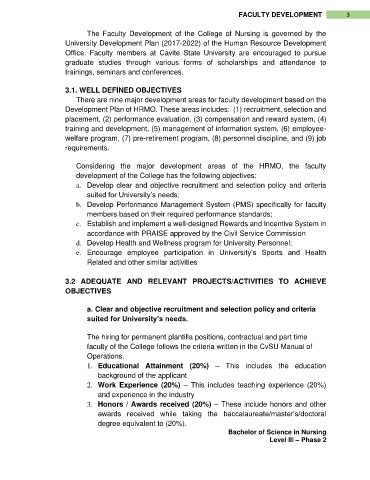 FACULTY DEVELOPMENT 3
The Faculty Development of the College of Nursing is governed by the
University Development Plan (2017-2022) of the Human Resource Development
Office. Faculty members at Cavite State University are encouraged to pursue
graduate studies through various forms of scholarships and attendance to
trainings, seminars and conferences.
3.1. WELL DEFINED OBJECTIVES
There are nine major development areas for faculty development based on the
Development Plan of HRMO. These areas includes: (1) recruitment, selection and
placement, (2) performance evaluation, (3) compensation and reward system, (4)
training and development, (5) management of information system, (6) employee-
welfare program, (7) pre-retirement program, (8) personnel discipline, and (9) job
requirements.
Considering the major development areas of the HRMO, the faculty
development of the College has the following objectives:
a. Develop clear and objective recruitment and selection policy and criteria
suited for University's needs;
b. Develop Performance Management System (PMS) specifically for faculty
members based on their required performance standards;
c. Establish and implement a well-designed Rewards and Incentive System in
accordance with PRAISE approved by the Civil Service Commission
d. Develop Health and Wellness program for University Personnel;
e. Encourage employee participation in University's Sports and Health
Related and other similar activities
3.2 ADEQUATE AND RELEVANT PROJECTS/ACTIVITIES TO ACHIEVE
OBJECTIVES
a. Clear and objective recruitment and selection policy and criteria
suited for University's needs.
The hiring for permanent plantilla positions, contractual and part time
faculty of the College follows the criteria written in the CvSU Manual of
Operations.
1. Educational Attainment (20%) – This includes the education
background of the applicant
2. Work Experience (20%) – This includes teaching experience (20%)
and experience in the industry
3. Honors / Awards received (20%) – These include honors and other
awards received while taking the baccalaureate/master's/doctoral
degree equivalent to (20%).
Bachelor of Science in Nursing
Level III – Phase 2